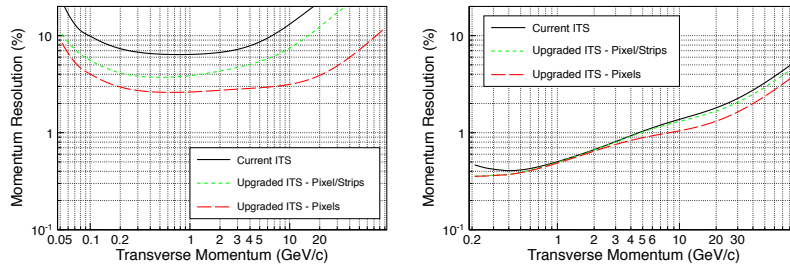 Momentum Resolution (%)
10
1
10-1
Current ITS
Upgraded ITS - Pixel/Strips
Upgraded ITS - Pixels
0.05 0.1 0.2 1 2 3 4 5 10 20
Transverse Momentum (GeV/c)
Momentum Resolution (%)
10
1
10-1
Current ITS
Upgraded ITS - Pixel/Strips
Upgraded ITS - Pixels
0.2 1 2 3 4 5 6 10 20 30
Transverse Momentum (GeV/c)